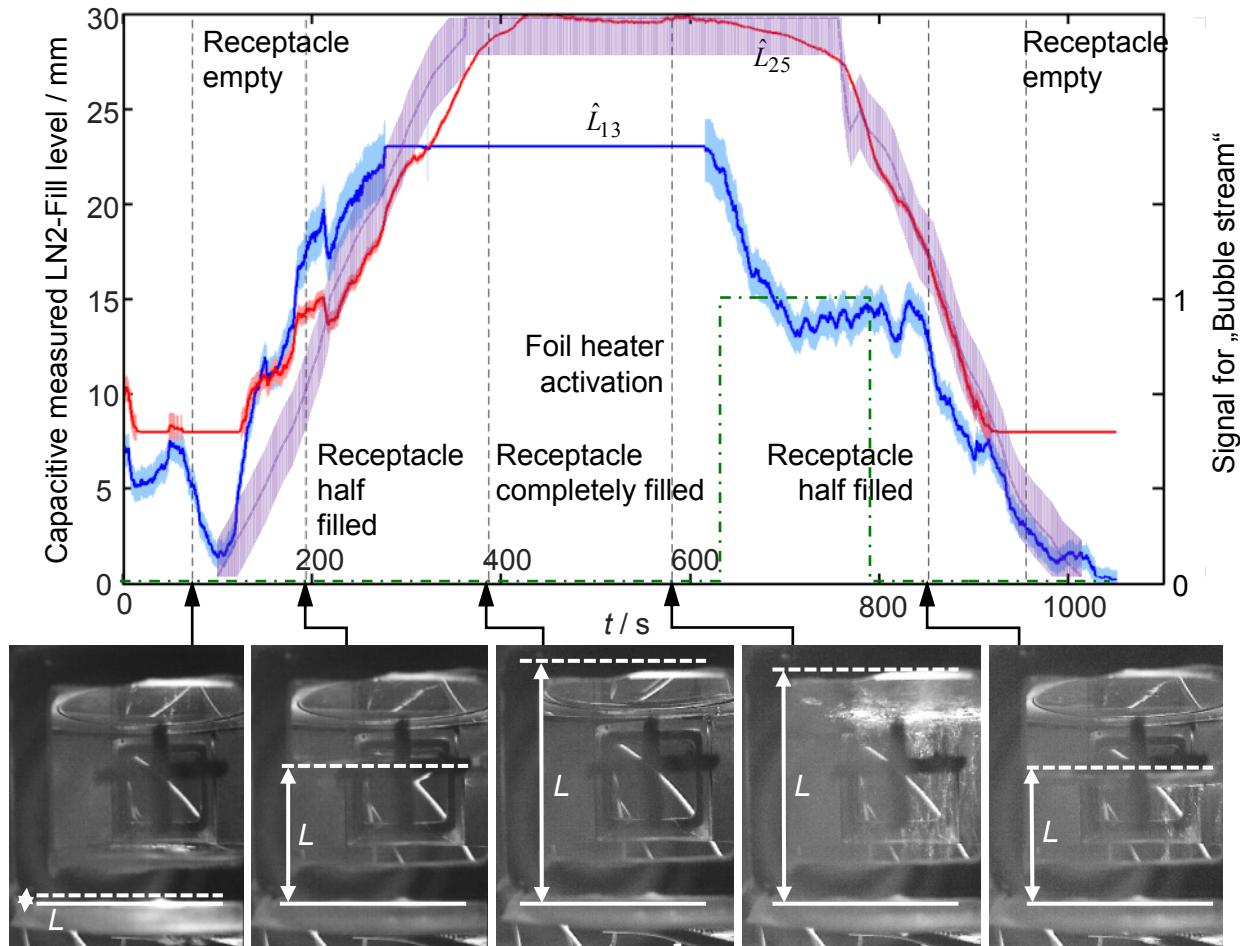 Capacitive measured LN2-Fill level / mm
30
25
20
15
10
5
0
Receptacle
empty
Receptacle
empty
L̂25
L̂13
Foil heater
activation
Receptacle
half
filled
Receptacle
completely filled
Receptacle
half filled
1
0
Signal for „Bubble stream“
0
200
400
600
800
1000
t / s
L
L
L
L
L